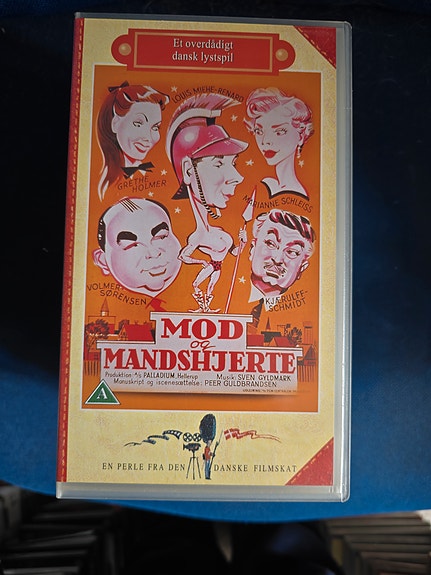 Et overdådigt
dansk lystspil
LOUIS MIEHE-RENARD
GRETHE
HOLMER
MARIANNE SCHLEISS
VOLMER
SØRENSEN
KJÆRULFF-
SCHMIDT
MOD
og
MANDSHJERTE
Produktion: A/S PALLADIUM, Hellerup
Musik: SVEN GYLDMARK
Manuskript og iscenesættelse: PEER GULDBRANDSEN
A
EN PERLE FRA DEN DANSKE FILMSKAT